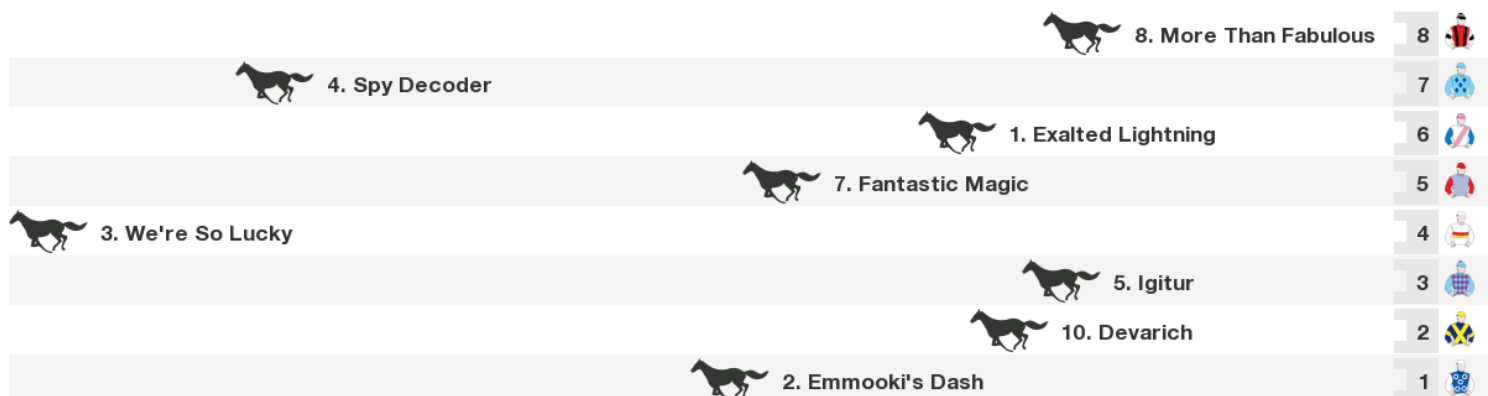 8. More Than Fabulous 8
4. Spy Decoder 7
1. Exalted Lightning 6
7. Fantastic Magic 5
3. We're So Lucky 4
5. Igitur 3
10. Devarich 2
2. Emmooki's Dash 1